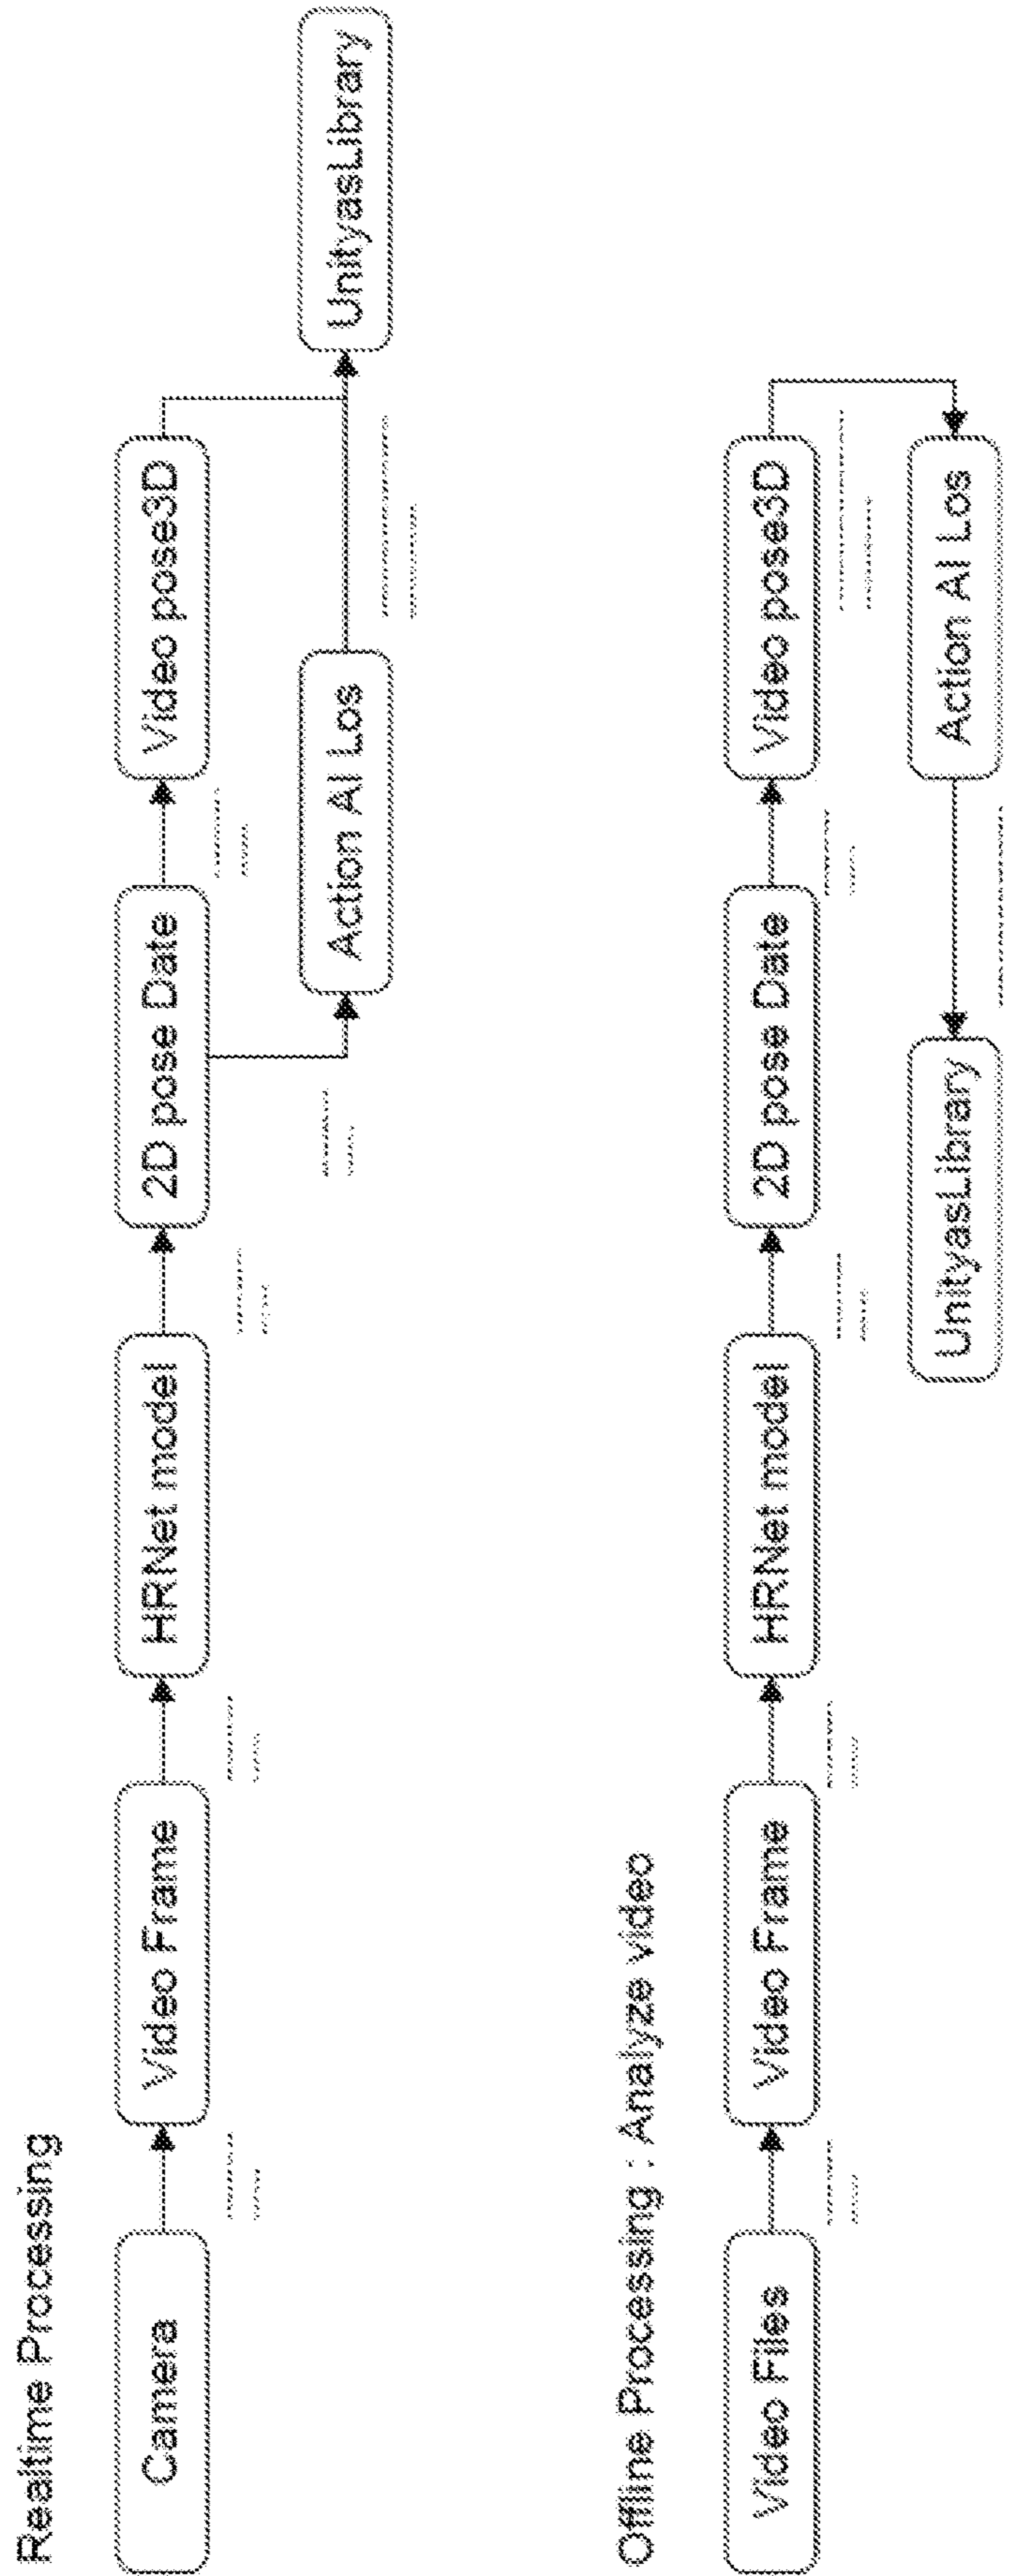 Realtime Processing
Camera
Video Frame
HRNet model
2D pose Date
Video pose3D
Action AI Los
UnityasLibrary
Offline Processing : Analyze video
Video Files
Video Frame
HRNet model
2D pose Date
Video pose3D
Action AI Los
UnityasLibrary